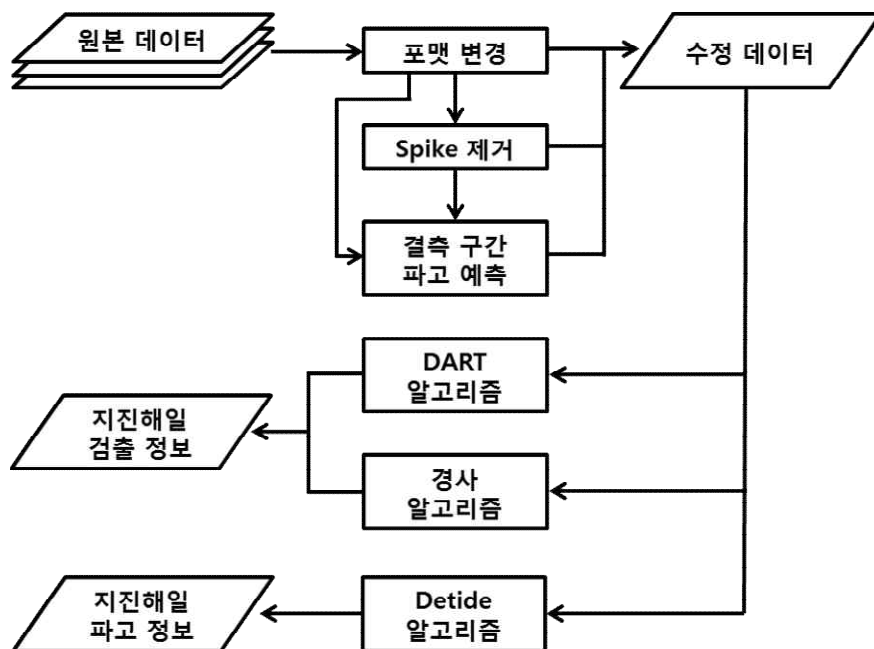 원본 데이터
포맷 변경
수정 데이터
Spike 제거
결측 구간
파고 예측
DART
알고리즘
지진해일
검출 정보
경사
알고리즘
지진해일
파고 정보
Detide
알고리즘